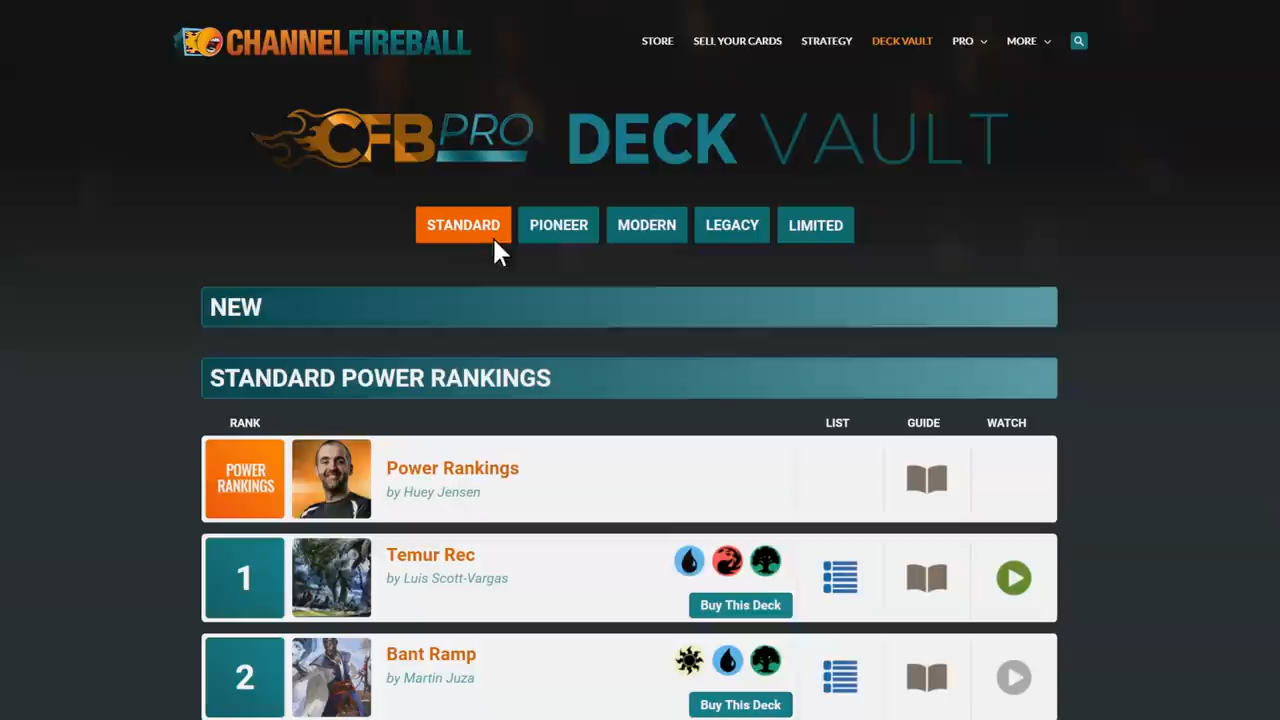 CHANNELFIREBALL
STORE SELL YOUR CARDS STRATEGY DECK VAULT PRO MORE
CFB PRO DECK VAULT
STANDARD PIONEER MODERN LEGACY LIMITED
NEW
STANDARD POWER RANKINGS
RANK LIST GUIDE WATCH
POWER
RANKINGS
Power Rankings
by Huey Jensen
1
Temur Rec
by Luis Scott-Vargas
Buy This Deck
2
Bant Ramp
by Martin Juza
Buy This Deck